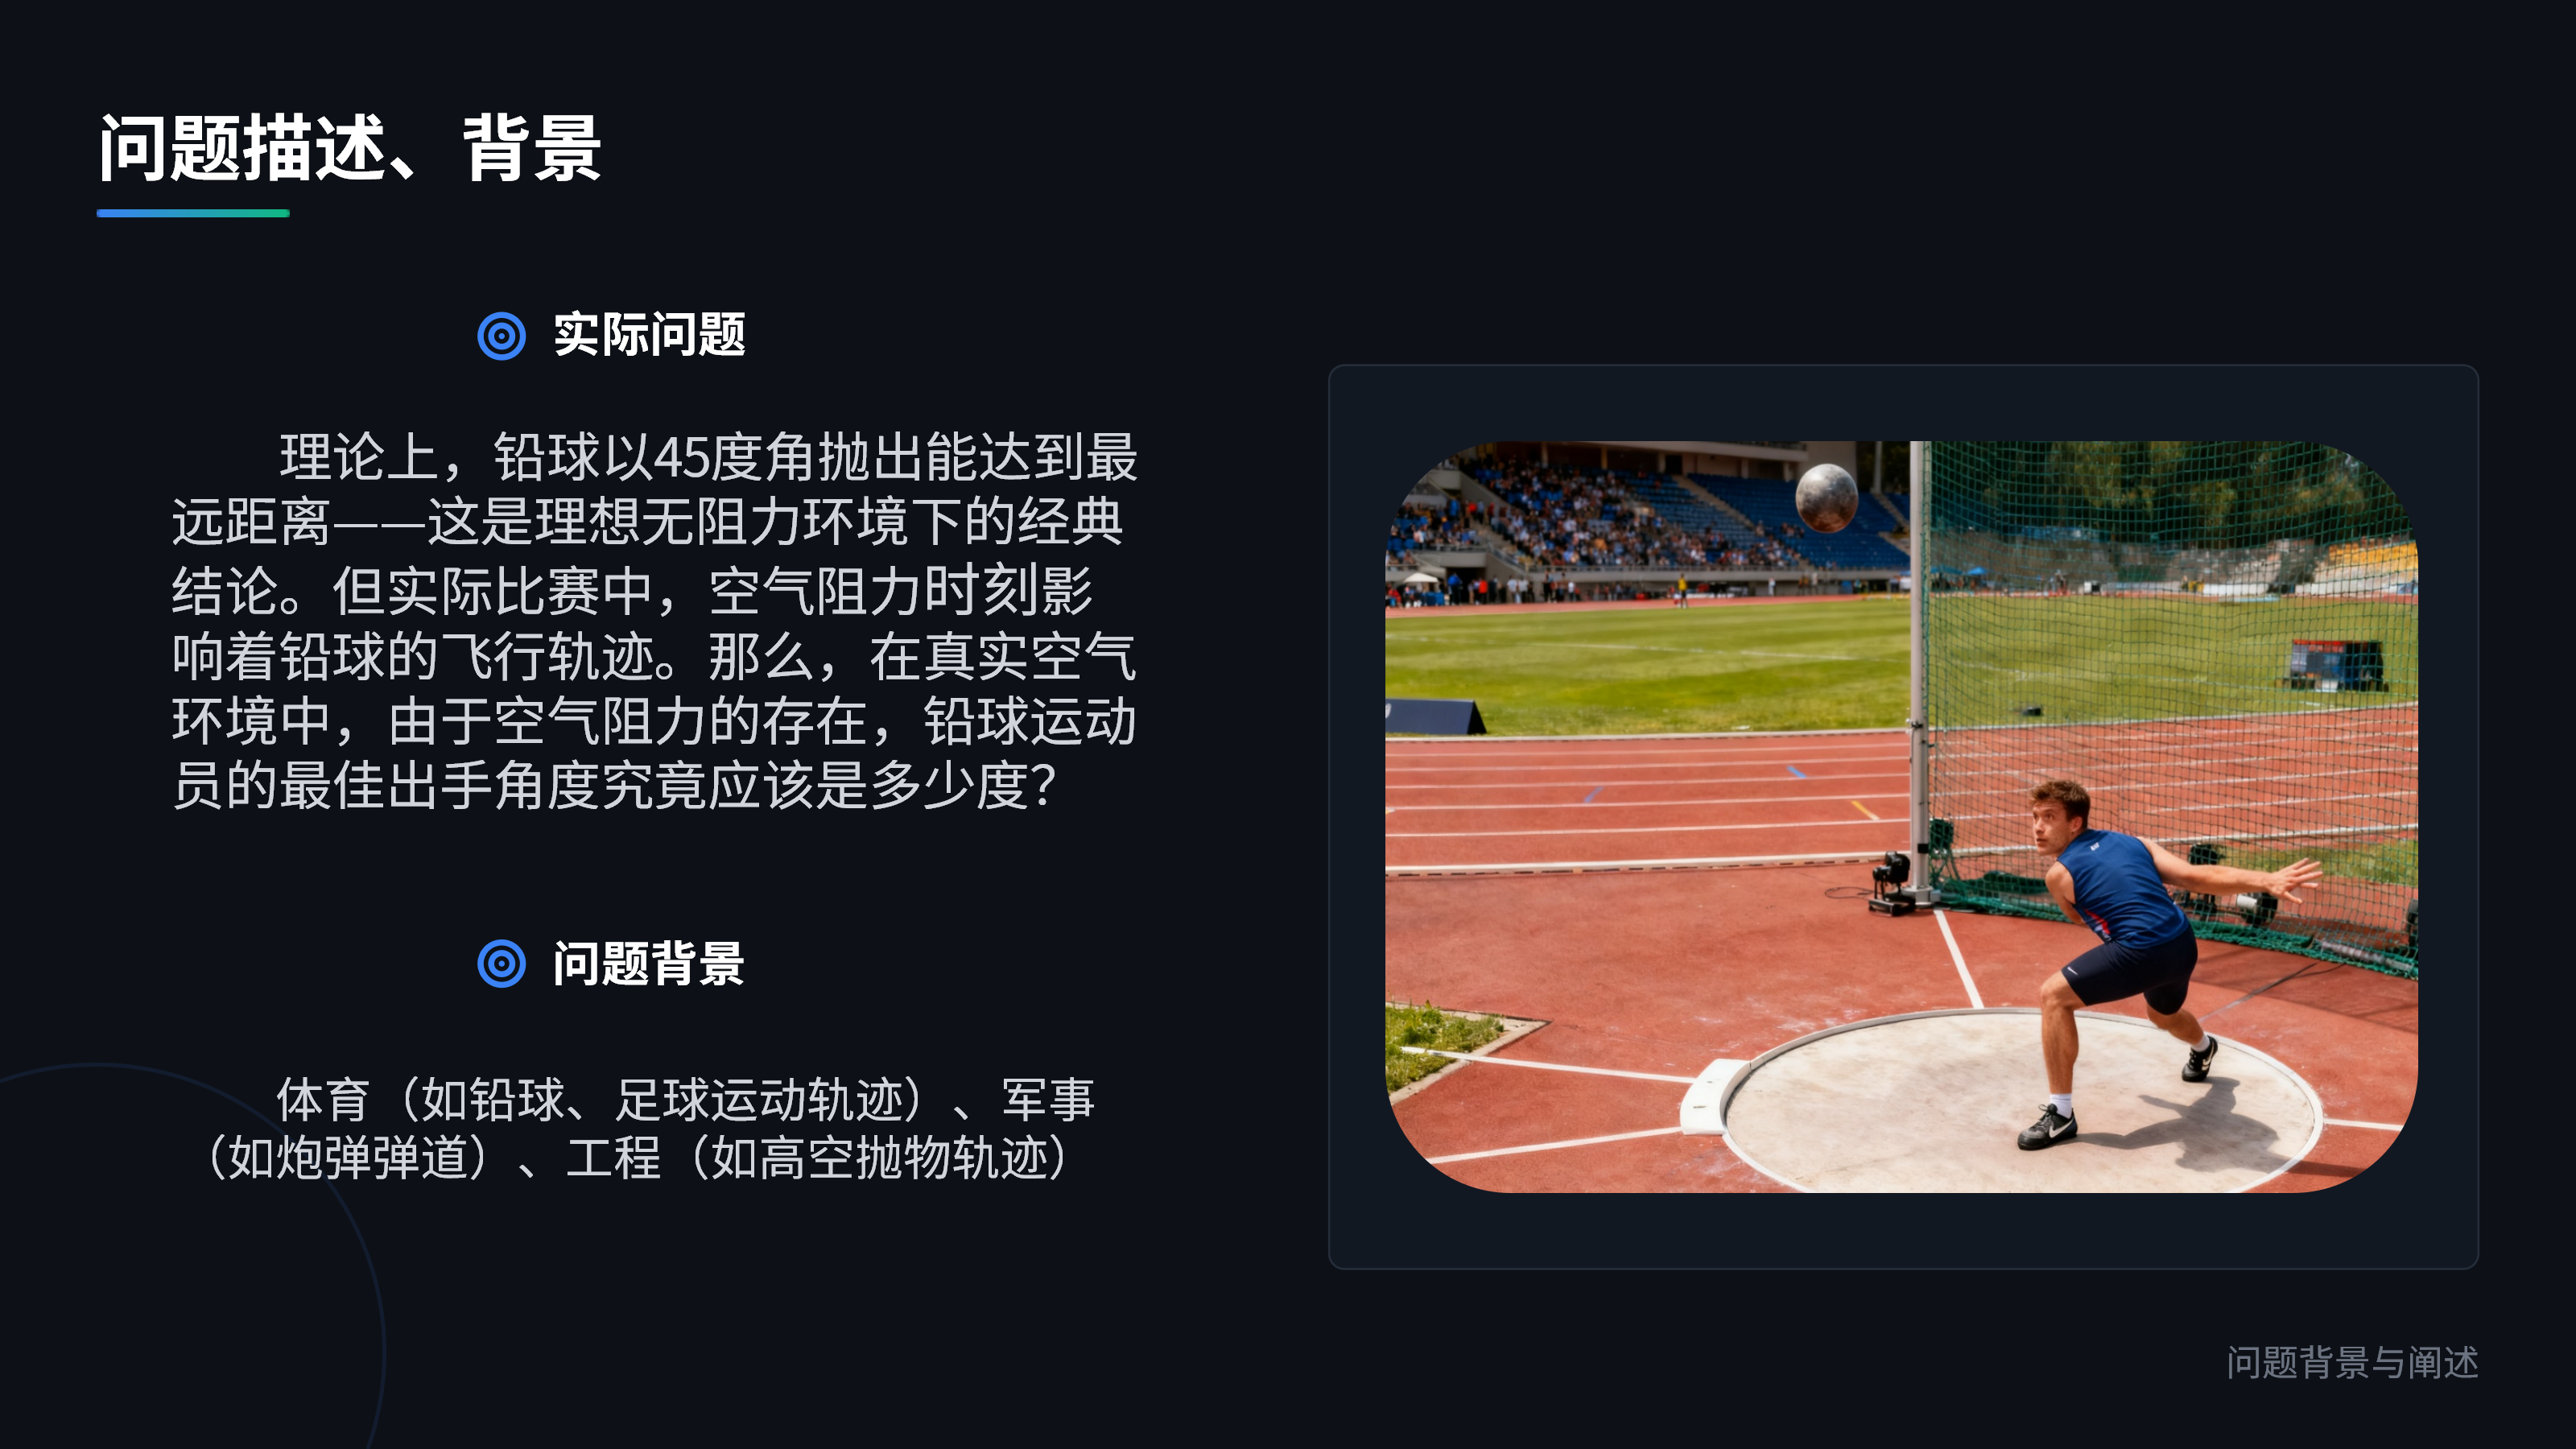 问题描述、背景
实际问题
理论上，铅球以45度角抛出能达到最
远距离——这是理想无阻力环境下的经典
结论。但实际比赛中，空气阻力时刻影
响着铅球的飞行轨迹。那么，在真实空气
环境中，由于空气阻力的存在，铅球运动
员的最佳出手角度究竟应该是多少度？
问题背景
体育（如铅球、足球运动轨迹）、军事
（如炮弹弹道）、工程（如高空抛物轨迹）
问题背景与阐述